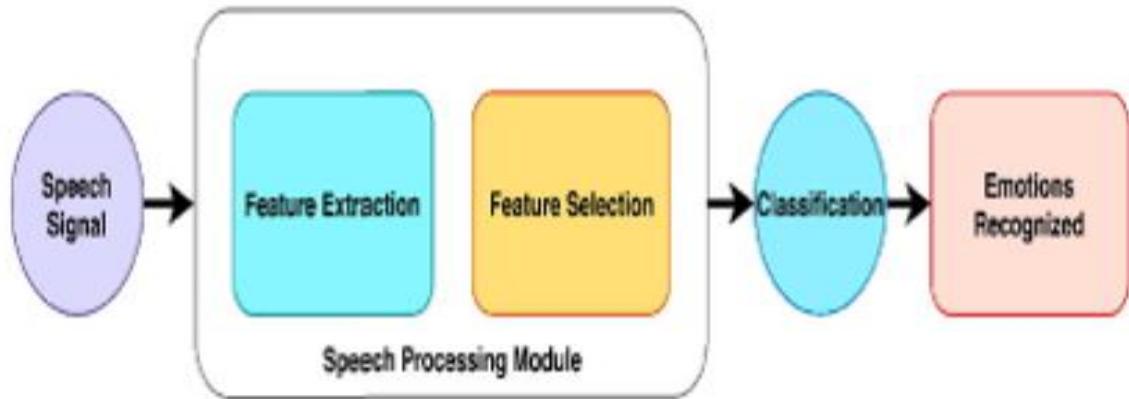 Speech
Signal
Feature Extraction
Feature Selection
Speech Processing Module
Classification
Emotions
Recognized